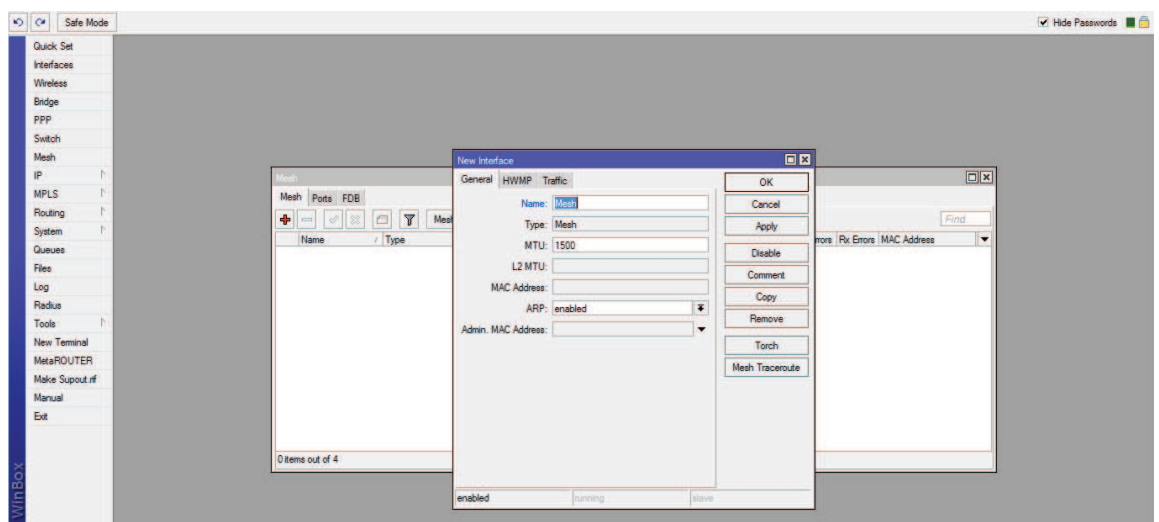 Safe Mode
Hide Passwords
Quick Set
Interfaces
Wireless
Bridge
PPP
Switch
Mesh
IP
MPLS
Routing
System
Queues
Files
Log
Radius
Tools
New Terminal
MetaROUTER
Make Supout.rif
Manual
Exit
WinBox
Mesh
Mesh Ports FDB
Find
Name / Type
Rx Errors MAC Address
0 items out of 4
New Interface
General HWMP Traffic
Name: Mesh
Type: Mesh
MTU: 1500
L2 MTU:
MAC Address:
ARP: enabled
Admin. MAC Address:
OK
Cancel
Apply
Disable
Comment
Copy
Remove
Torch
Mesh Traceroute
enabled running slave